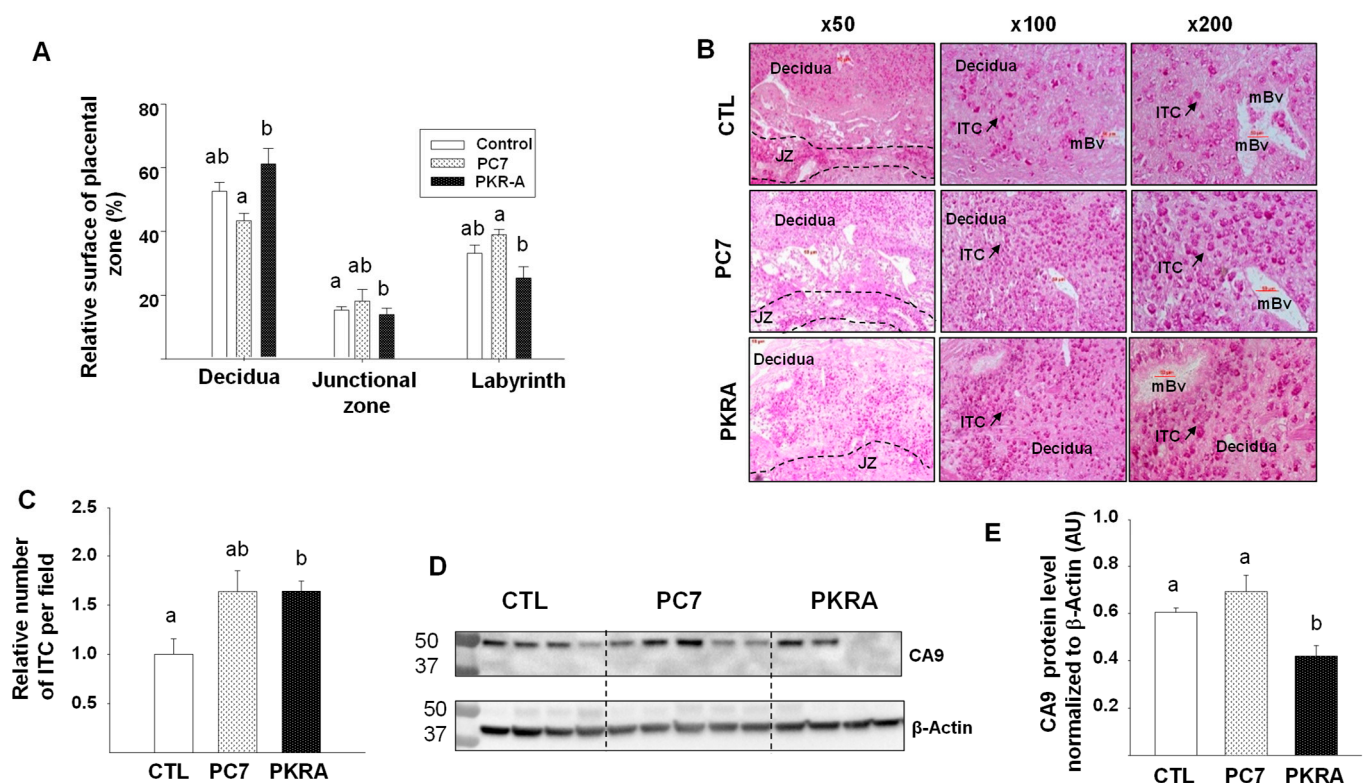 A
Relative surface of placental
zone (%)
80
60
40
20
ab
a
b
a
ab
b
ab
a
b
Decidua
Junctional
zone
Labyrinth
Control
PC7
PKR-A
B
x50
x100
x200
CTL
Decidua
JZ
Decidua
ITC
mBv
ITC
mBv
mBv
PC7
Decidua
JZ
Decidua
ITC
ITC
mBv
PKRA
Decidua
JZ
ITC
Decidua
mBv
ITC
Decidua
C
Relative number
of ITC per field
2.5
2.0
1.5
1.0
0.5
a
ab
b
CTL
PC7
PKRA
D
CTL
PC7
PKRA
50
37
CA9
50
37
β-Actin
E
CA9 protein level
normalized to β-Actin (AU)
1.0
0.8
0.6
0.4
0.2
a
a
b
CTL
PC7
PKRA